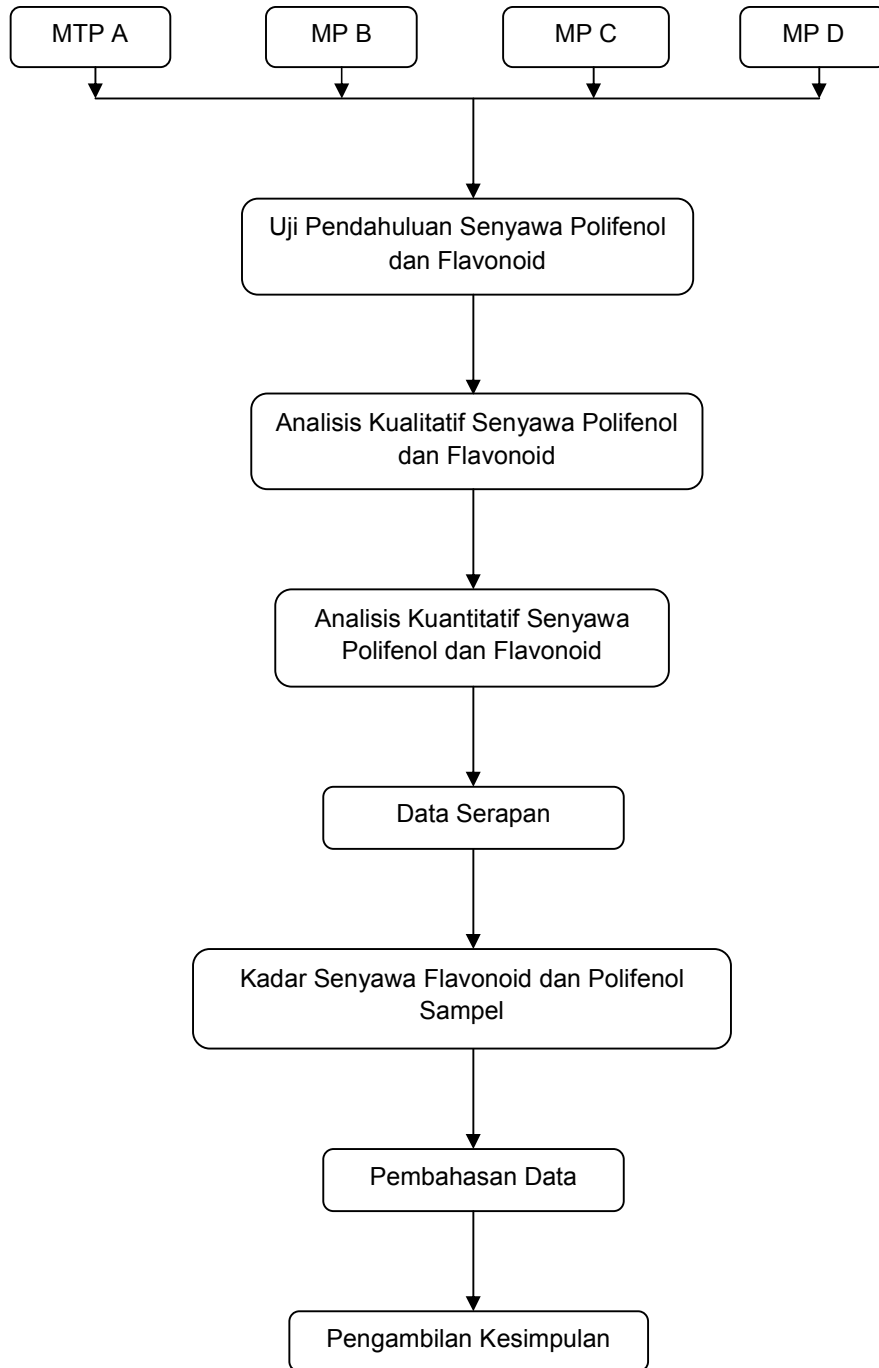 MTP A
MP B
MP C
MP D
Uji Pendahuluan Senyawa Polifenol
dan Flavonoid
Analisis Kualitatif Senyawa Polifenol
dan Flavonoid
Analisis Kuantitatif Senyawa
Polifenol dan Flavonoid
Data Serapan
Kadar Senyawa Flavonoid dan Polifenol
Sampel
Pembahasan Data
Pengambilan Kesimpulan